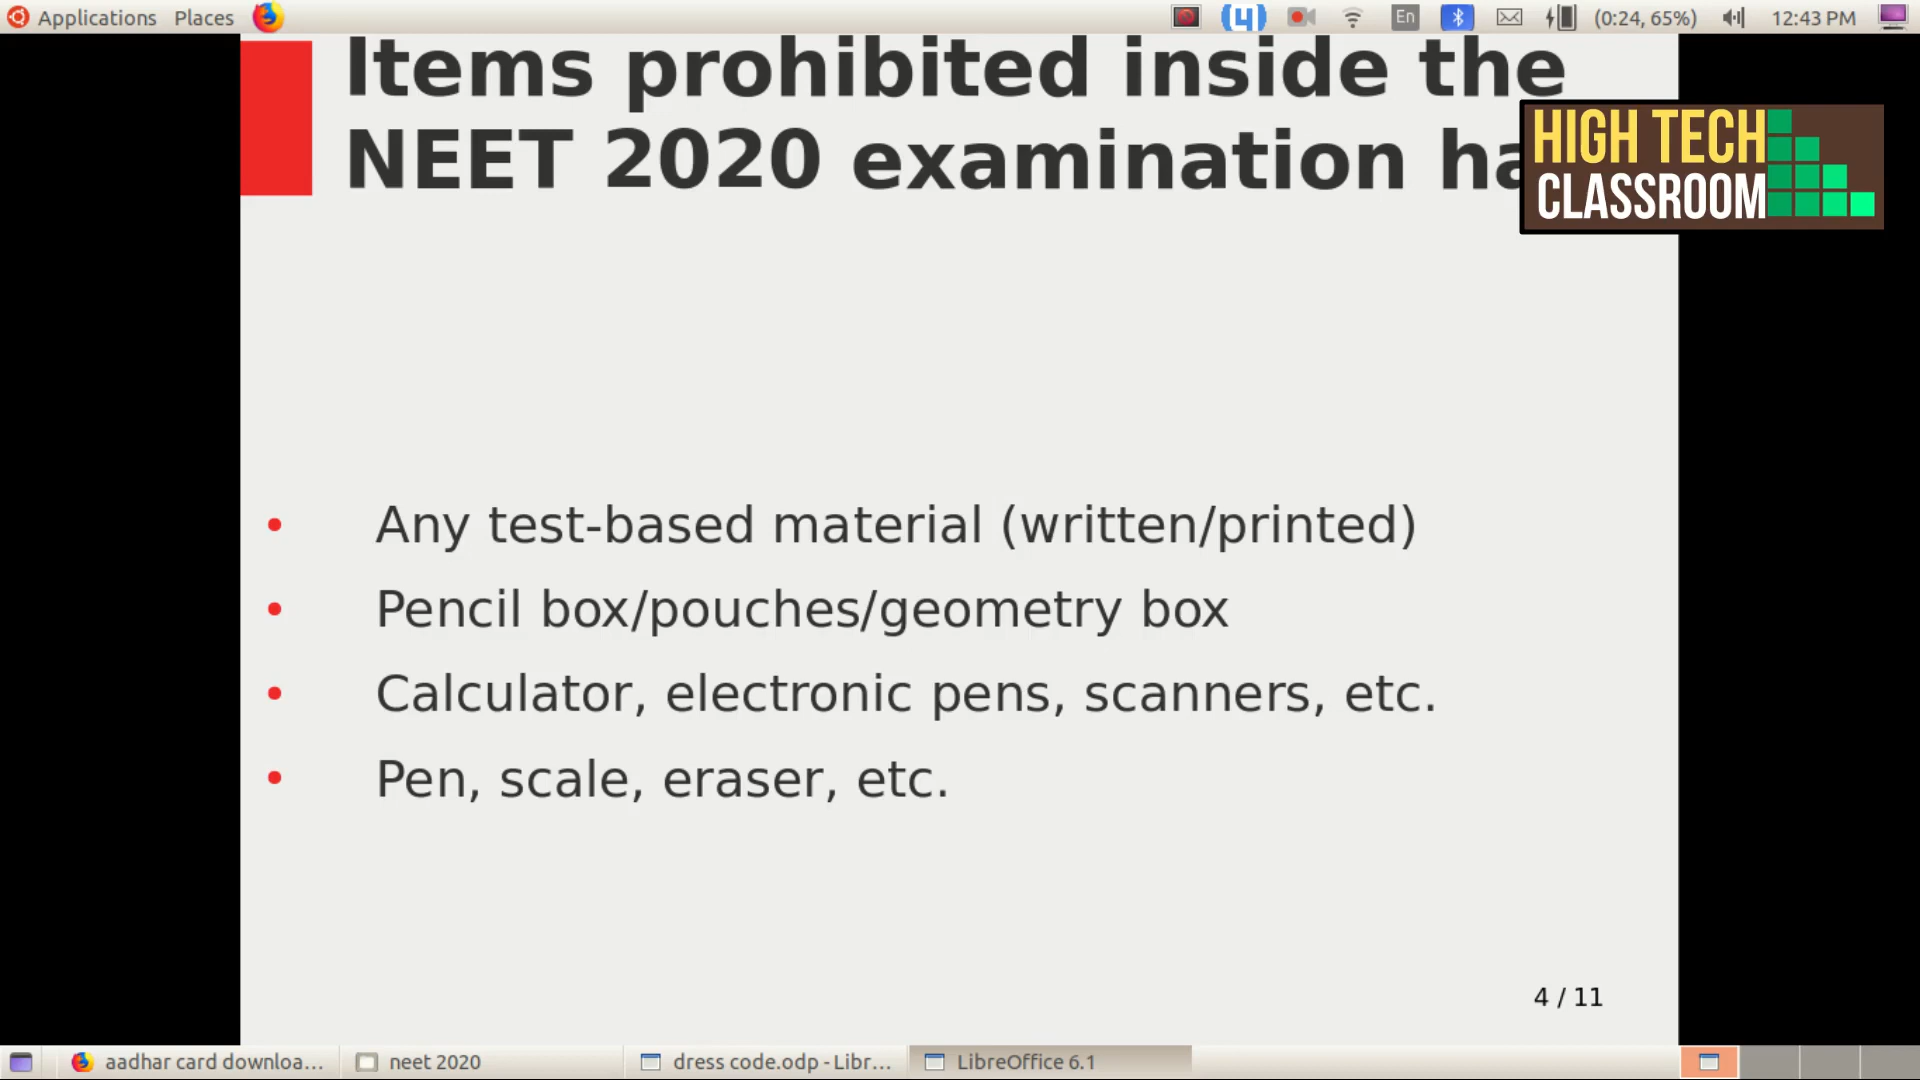 Applications Places
En
(0:24, 65%)
12:43 PM
Items prohibited inside the
NEET 2020 examination
HIGH TECH
CLASSROOM
• Any test-based material (written/printed)
• Pencil box/pouches/geometry box
• Calculator, electronic pens, scanners, etc.
• Pen, scale, eraser, etc.
4 / 11
aadhar card downloa...
neet 2020
dress code.odp - Libr...
LibreOffice 6.1